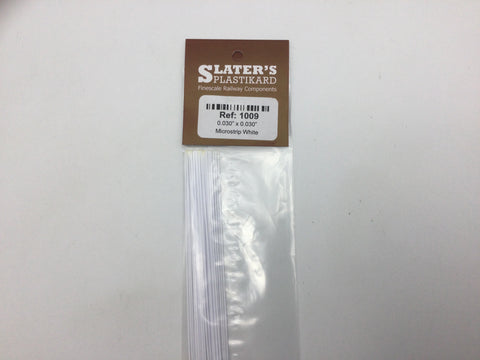 SLATER'S
PLASTIKARD
Finescale Railway Components
Ref: 1009
0.030" x 0.030"
Microstrip White